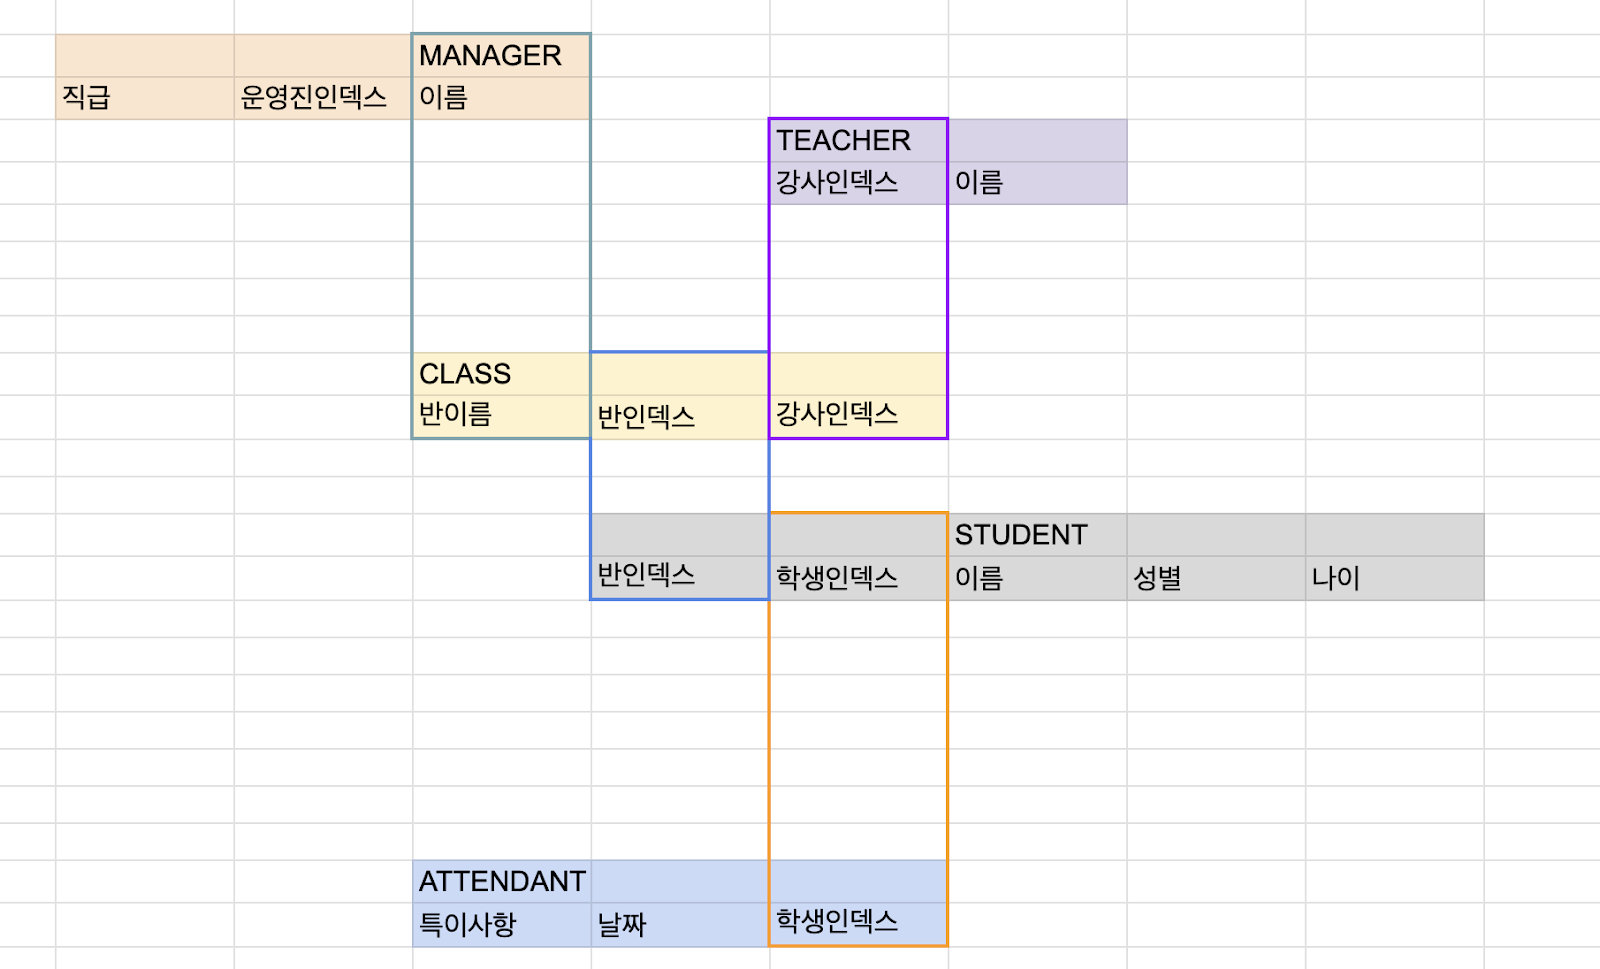 MANAGER
직급 운영진인덱스 이름
TEACHER
강사인덱스 이름
CLASS
반이름 반인덱스 강사인덱스
STUDENT
반인덱스 학생인덱스 이름 성별 나이
ATTENDANT
특이사항 날짜 학생인덱스